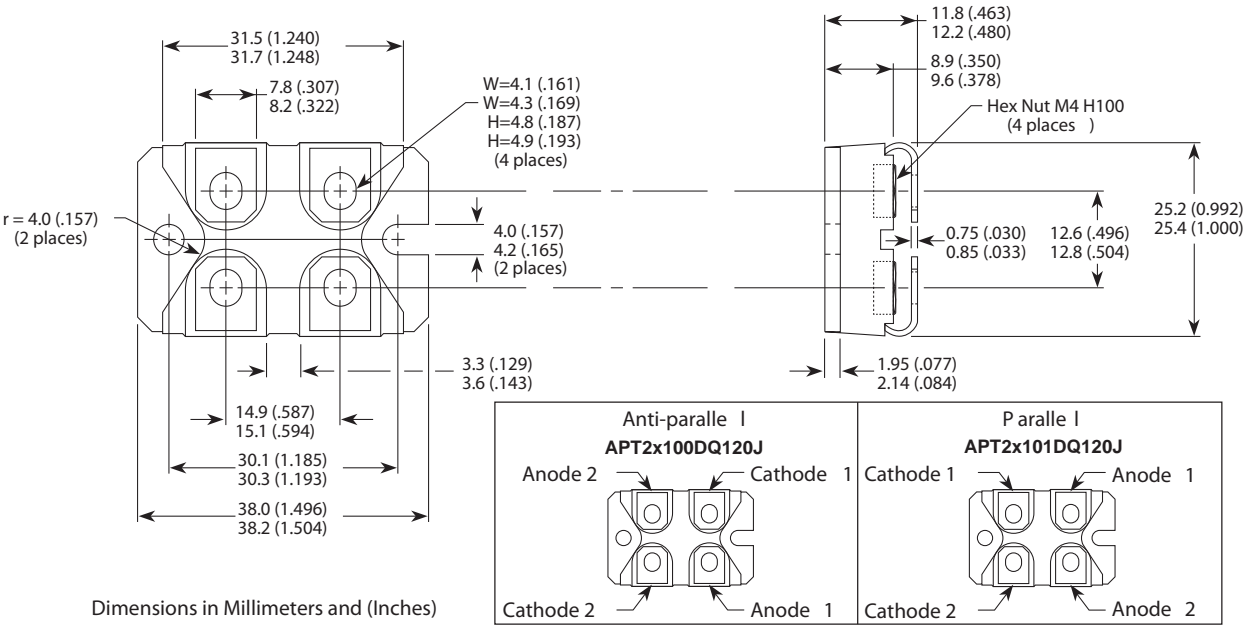 31.5 (1.240)
31.7 (1.248)
7.8 (.307)
8.2 (.322)
W=4.1 (.161)
W=4.3 (.169)
H=4.8 (.187)
H=4.9 (.193)
(4 places)
r = 4.0 (.157)
(2 places)
4.0 (.157)
4.2 (.165)
(2 places)
3.3 (.129)
3.6 (.143)
14.9 (.587)
15.1 (.594)
30.1 (1.185)
30.3 (1.193)
38.0 (1.496)
38.2 (1.504)
11.8 (.463)
12.2 (.480)
8.9 (.350)
9.6 (.378)
Hex Nut M4 H100
(4 places )
0.75 (.030)
0.85 (.033)
12.6 (.496)
12.8 (.504)
25.2 (0.992)
25.4 (1.000)
1.95 (.077)
2.14 (.084)
Anti-paralle l
APT2x100DQ120J
Anode 2
Cathode 1
Cathode 2
Anode 1
P aralle l
APT2x101DQ120J
Cathode 1
Anode 1
Cathode 2
Anode 2
Dimensions in Millimeters and (Inches)